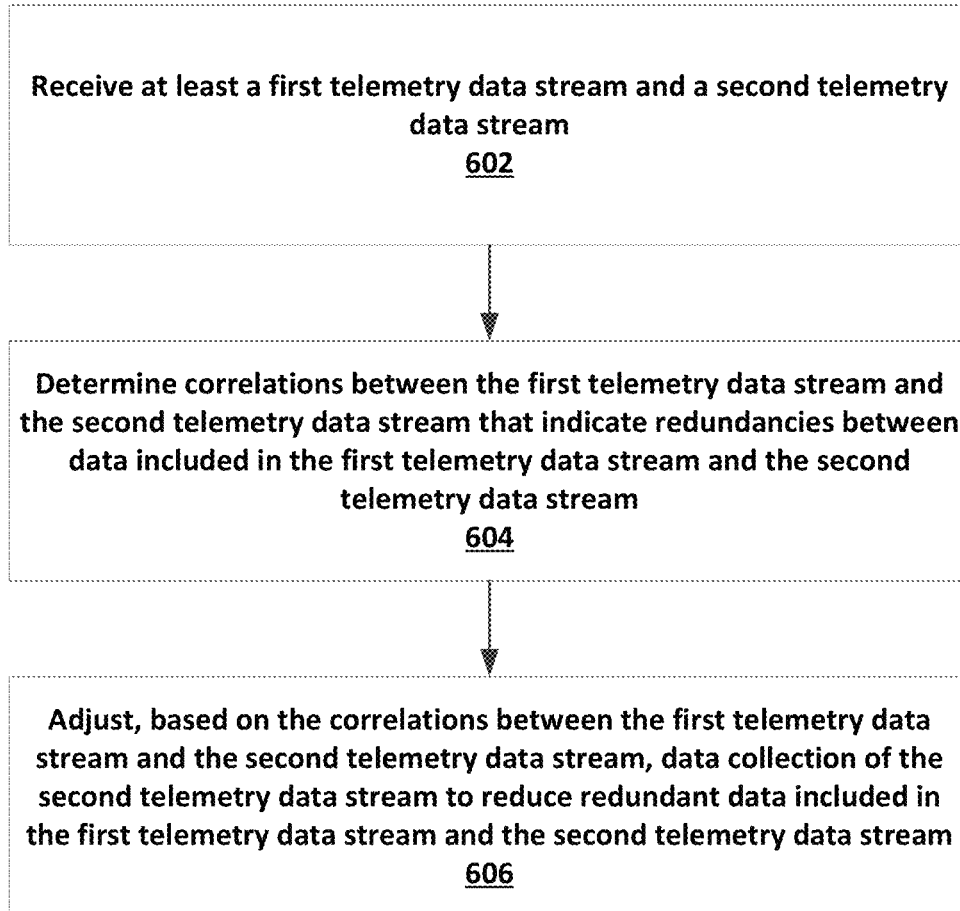 Receive at least a first telemetry data stream and a second telemetry
data stream
602
Determine correlations between the first telemetry data stream and
the second telemetry data stream that indicate redundancies between
data included in the first telemetry data stream and the second
telemetry data stream
604
Adjust, based on the correlations between the first telemetry data
stream and the second telemetry data stream, data collection of the
second telemetry data stream to reduce redundant data included in
the first telemetry data stream and the second telemetry data stream
606